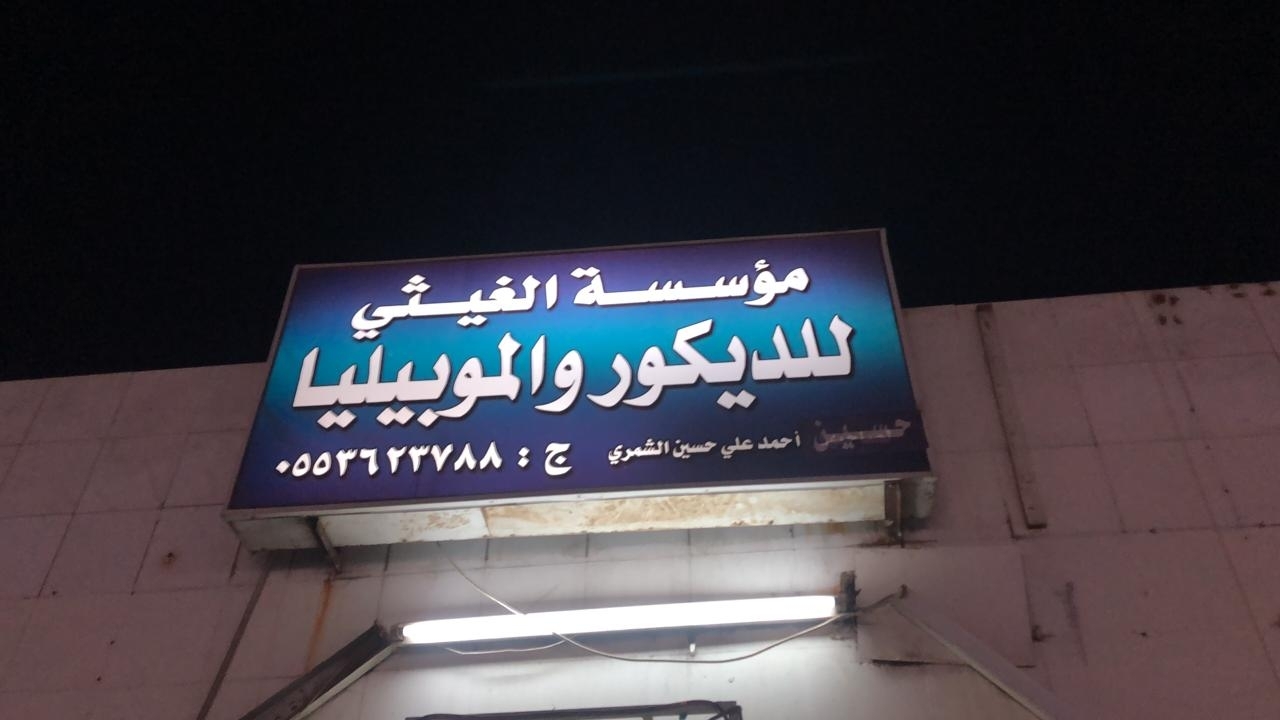 مؤسسة الغيثي
للديكور والموبيليا
حسين أحمد علي حسين الشمري ج : ٠٥٥٣٦٢٣٧٨٨